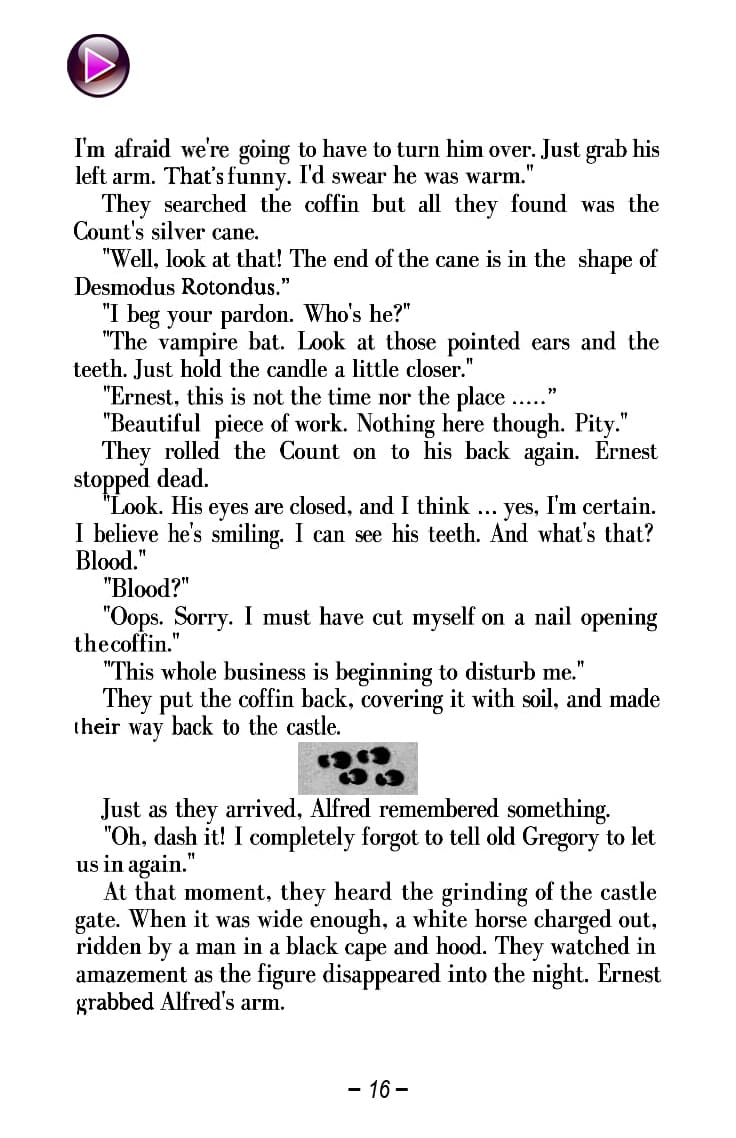 I'm afraid we're going to have to turn him over. Just grab his
left arm. That's funny. I'd swear he was warm."
They searched the coffin but all they found was the
Count's silver cane.
"Well, look at that! The end of the cane is in the shape of
Desmodus Rotondus.”
"I beg your pardon. Who's he?"
"The vampire bat. Look at those pointed ears and the
teeth. Just hold the candle a little closer."
"Ernest, this is not the time nor the place .....”
"Beautiful piece of work. Nothing here though. Pity."
They rolled the Count on to his back again. Ernest
stopped dead.
"Look. His eyes are closed, and I think ... yes, I'm certain.
I believe he's smiling. I can see his teeth. And what's that?
Blood."
"Blood?"
"Oops. Sorry. I must have cut myself on a nail opening
thecoffin."
"This whole business is beginning to disturb me."
They put the coffin back, covering it with soil, and made
their way back to the castle.
Just as they arrived, Alfred remembered something.
"Oh, dash it! I completely forgot to tell old Gregory to let
us in again."
At that moment, they heard the grinding of the castle
gate. When it was wide enough, a white horse charged out,
ridden by a man in a black cape and hood. They watched in
amazement as the figure disappeared into the night. Ernest
grabbed Alfred's arm.
– 16 –